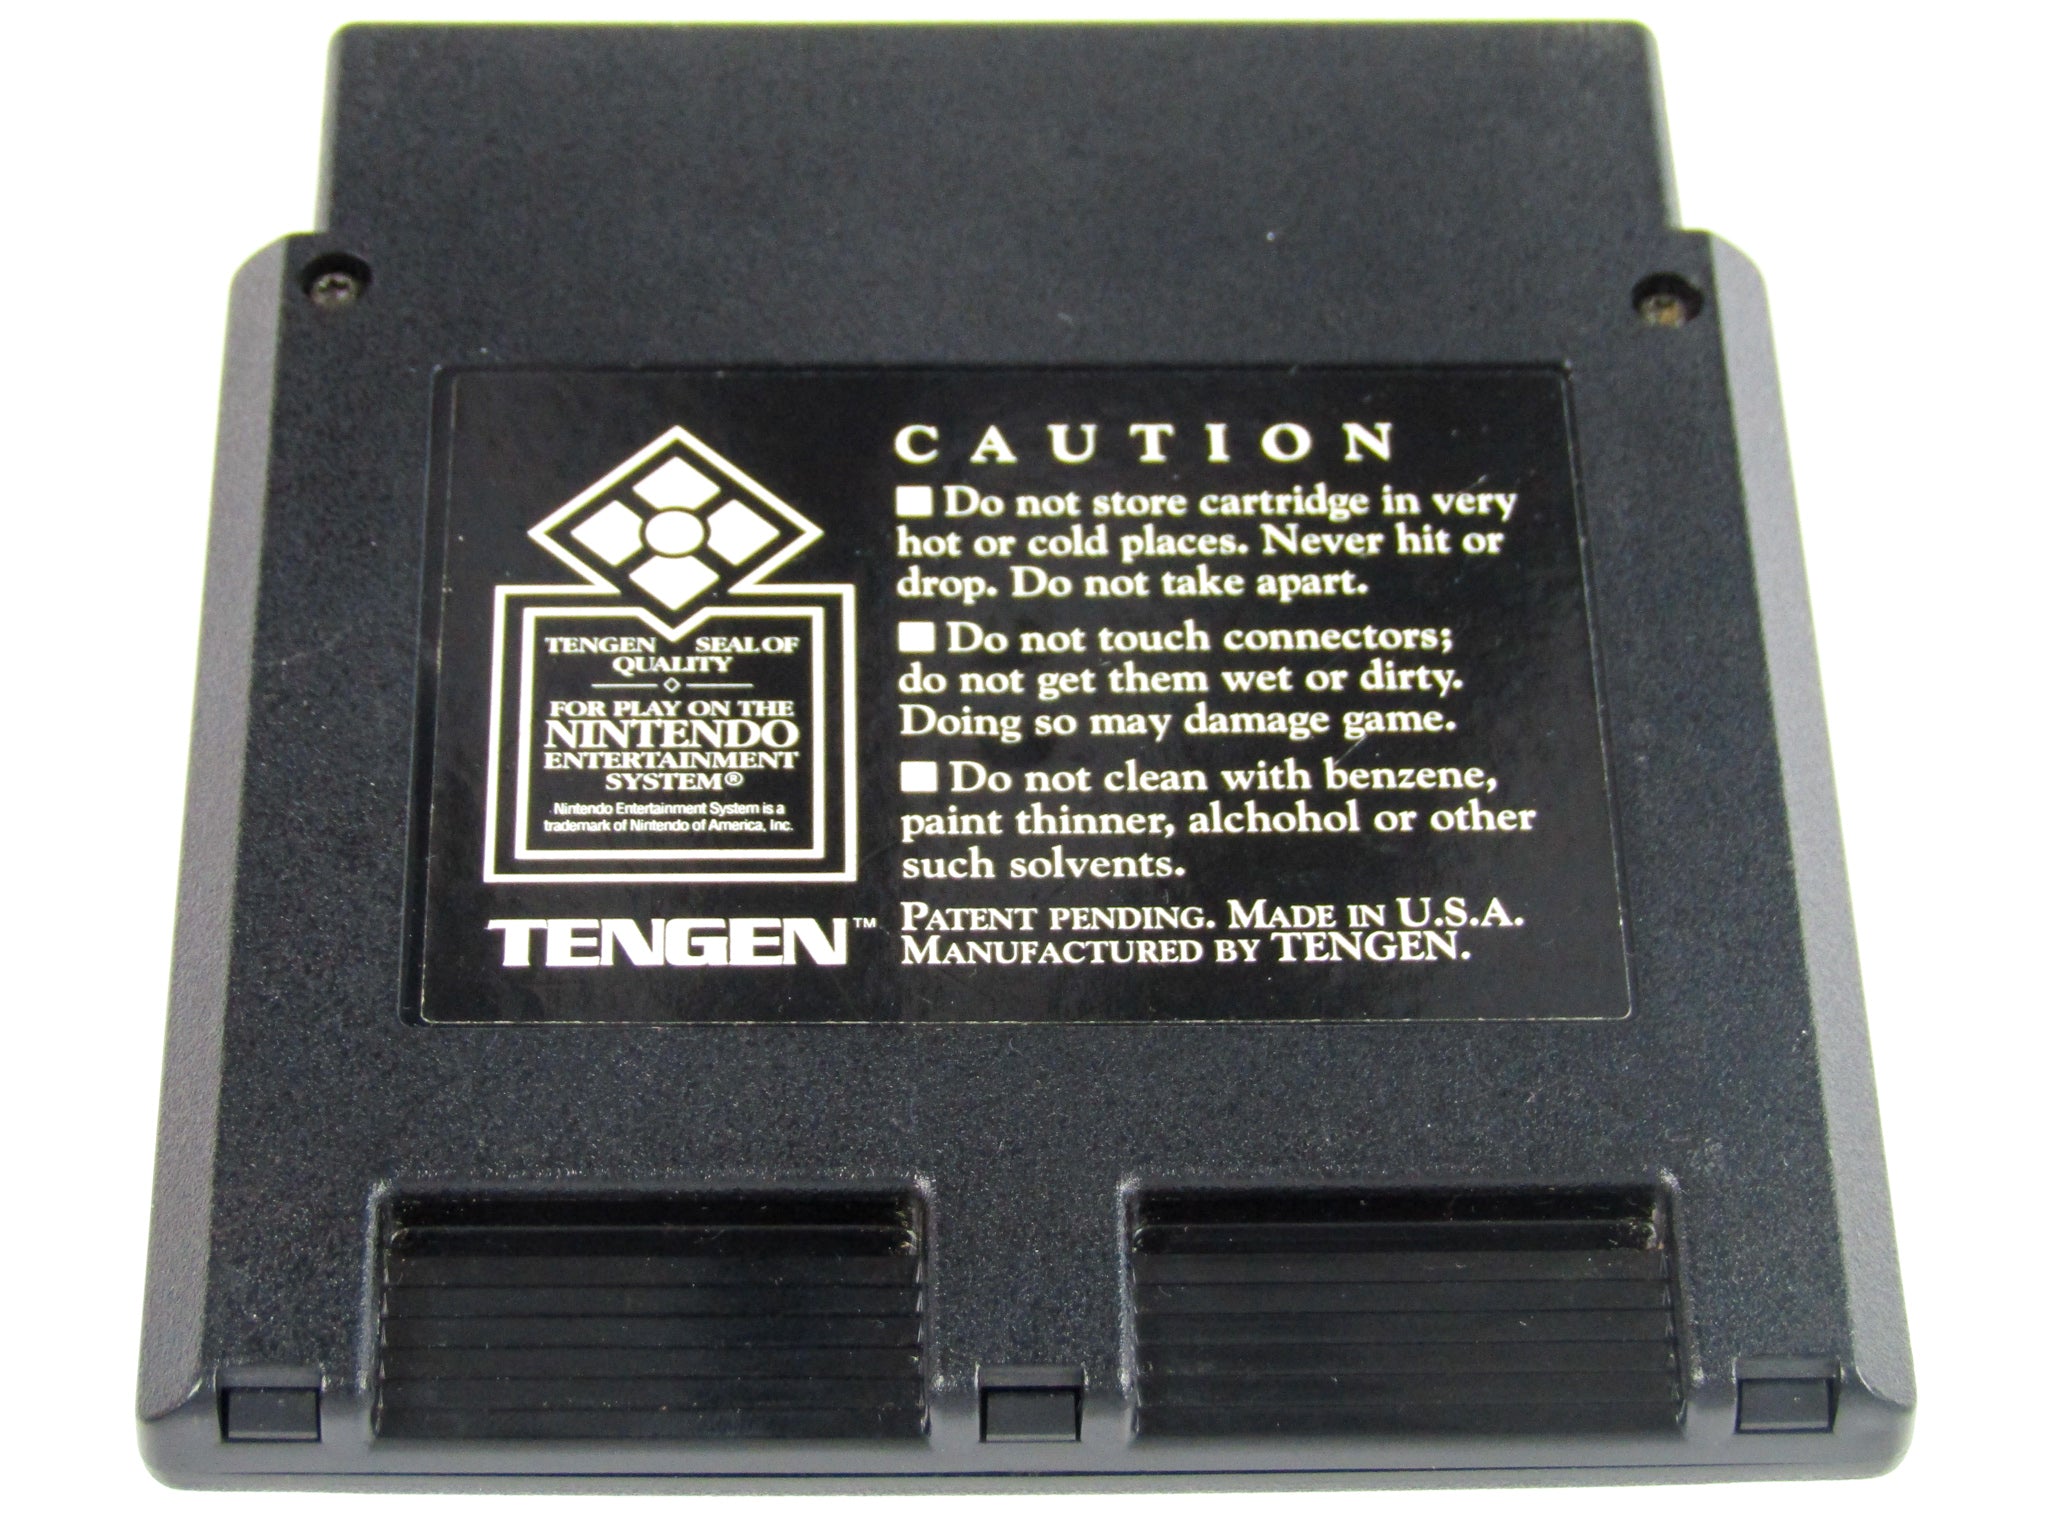 TENGEN SEAL OF
QUALITY
FOR PLAY ON THE
NINTENDO
ENTERTAINMENT
SYSTEM®
Nintendo Entertainment System is a
trademark of Nintendo of America, Inc.
TENGEN™
CAUTION
■ Do not store cartridge in very
hot or cold places. Never hit or
drop. Do not take apart.
■ Do not touch connectors;
do not get them wet or dirty.
Doing so may damage game.
■ Do not clean with benzene,
paint thinner, alchohol or other
such solvents.
PATENT PENDING. MADE IN U.S.A.
MANUFACTURED BY TENGEN.